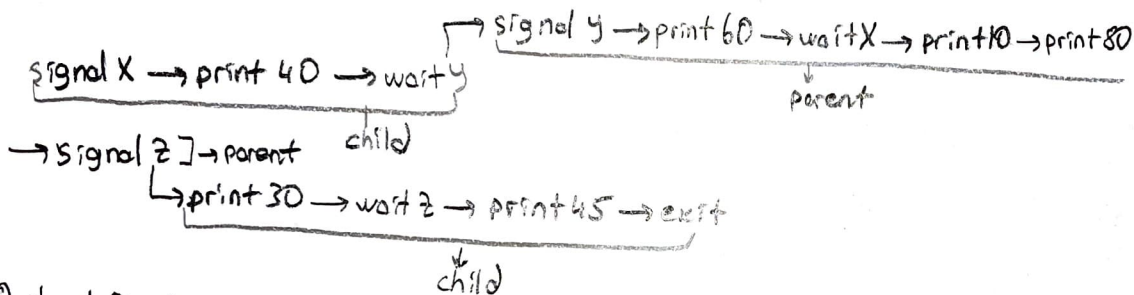 signal y → print 60 → wait X → print 10 → print 80
signal X → print 40 → wait y
parent
child
→ signal z ] → parent
print 30 → wait z → print 45 → exit
child